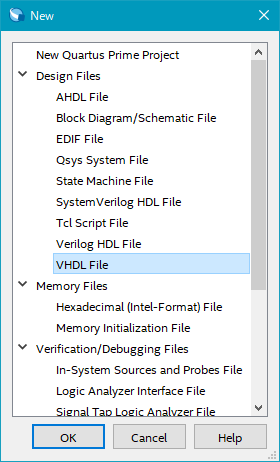 New
New Quartus Prime Project
Design Files
AHDL File
Block Diagram/Schematic File
EDIF File
Qsys System File
State Machine File
SystemVerilog HDL File
Tcl Script File
Verilog HDL File
VHDL File
Memory Files
Hexadecimal (Intel-Format) File
Memory Initialization File
Verification/Debugging Files
In-System Sources and Probes File
Logic Analyzer Interface File
Signal Tap Logic Analyzer File
OK Cancel Help